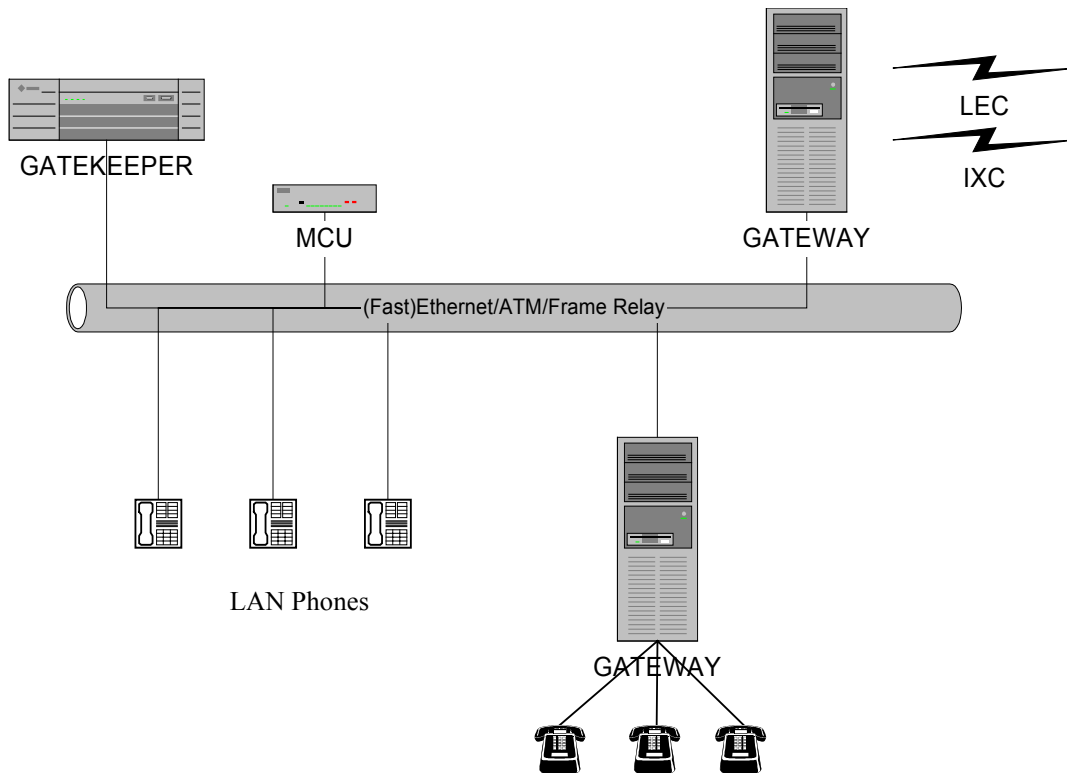 LEC
GATEKEEPER
IXC
MCU
GATEWAY
(Fast)Ethernet/ATM/Frame Relay
LAN Phones
GATEWAY